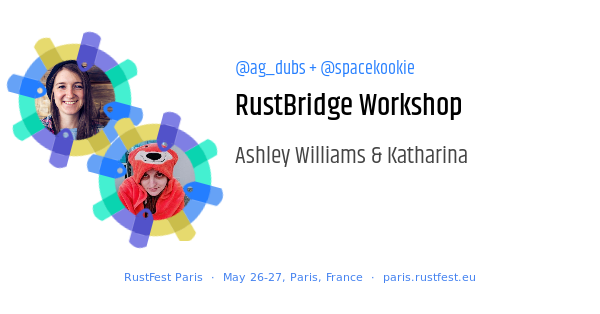 @ag_dubs + @spacekookie
RustBridge Workshop
Ashley Williams & Katharina
RustFest Paris · May 26-27, Paris, France · paris.rustfest.eu